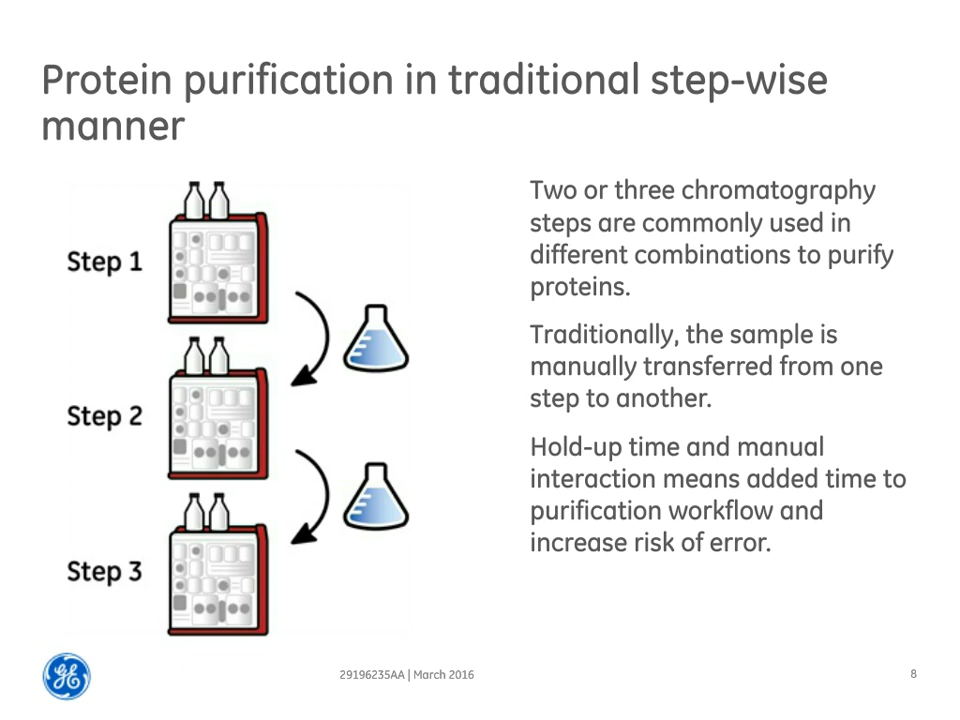 Protein purification in traditional step-wise
manner
Step 1
Step 2
Step 3
Two or three chromatography
steps are commonly used in
different combinations to purify
proteins.
Traditionally, the sample is
manually transferred from one
step to another.
Hold-up time and manual
interaction means added time to
purification workflow and
increase risk of error.
GE
29196235AA | March 2016
8